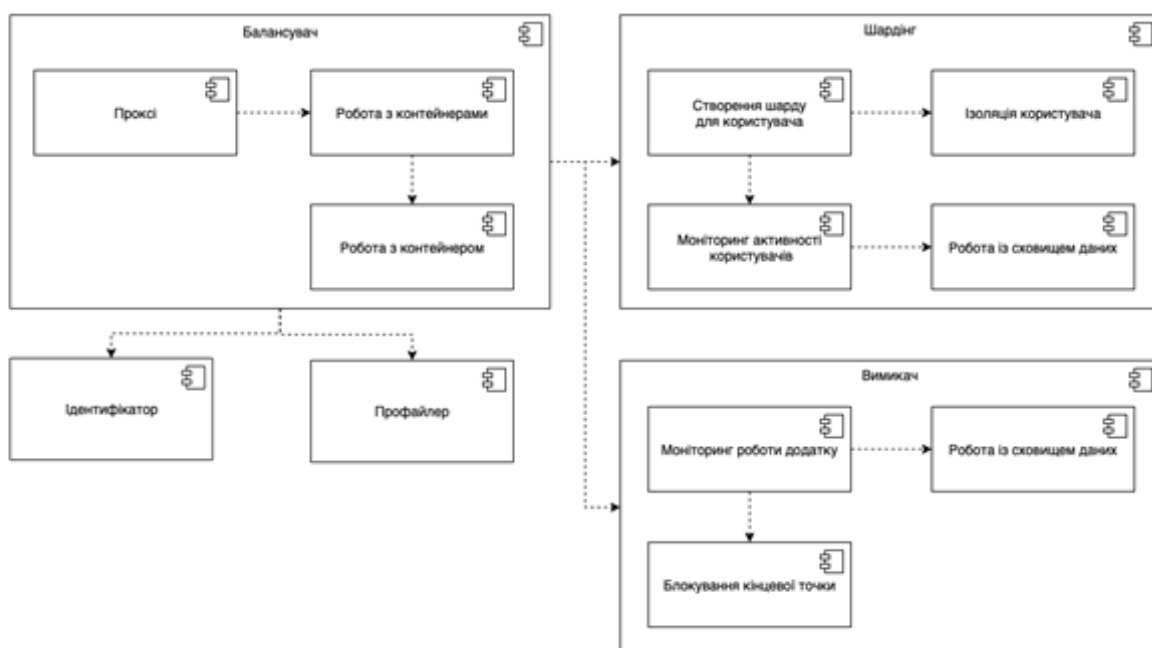 Балансувач
Проксі
Робота з контейнерами
Робота з контейнером
Ідентифікатор
Профайлер
Шардінг
Створення шарду
для користувача
Ізоляція користувача
Моніторинг активності
користувачів
Робота із сховищем даних
Вимикач
Моніторинг роботи додатку
Робота із сховищем даних
Блокування кінцевої точки